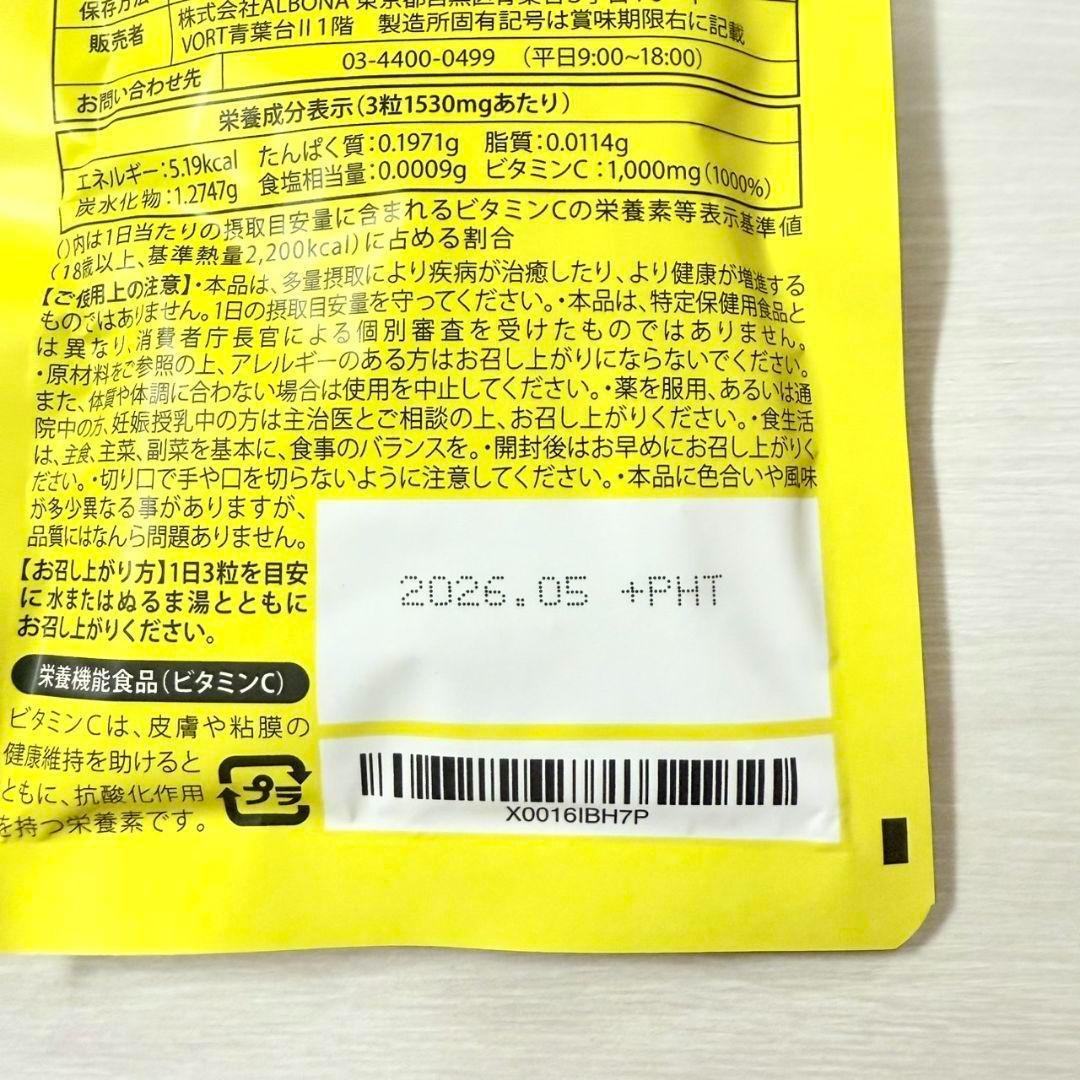 保存方法
販売者
株式会社ALBONA
VORT青葉台II1階 製造所固有記号は賞味期限右に記載
お問い合わせ先
03-4400-0499 (平日9:00~18:00)
栄養成分表示(3粒1530mgあたり)
エネルギー:5.19kcal たんぱく質:0.1971g 脂質:0.0114g
炭水化物:1.2747g 食塩相当量:0.0009g ビタミンC:1,000mg(1000%)
()内は1日当たりの摂取目安量に含まれるビタミンCの栄養素等表示基準値
(18歳以上、基準熱量2,200kcal)に占める割合
【ご使用上の注意】・本品は、多量摂取により疾病が治癒したり、より健康が増進する
ものではありません。1日の摂取目安量を守ってください。・本品は、特定保健用食品と
は異なり、消費者庁長官による個別審査を受けたものではありません。
・原材料をご参照の上、アレルギーのある方はお召し上がりにならないでください。
また、体質や体調に合わない場合は使用を中止してください。・薬を服用、あるいは通
院中の方、妊娠授乳中の方は主治医とご相談の上、お召し上がりください。・食生活
は、主食、主菜、副菜を基本に、食事のバランスを。・開封後はお早めにお召し上がりく
ださい。・切り口で手や口を切らないように注意してください。・本品に色合いや風味
が多少異なる事がありますが、
品質にはなんら問題ありません。
【お召し上がり方】1日3粒を目安
に水またはぬるま湯とともに
お召し上がりください。
栄養機能食品(ビタミンC)
ビタミンCは、皮膚や粘膜の
健康維持を助けると
ともに、抗酸化作用
を持つ栄養素です。
プラ
2026.05 +PHT
X0016IBH7P